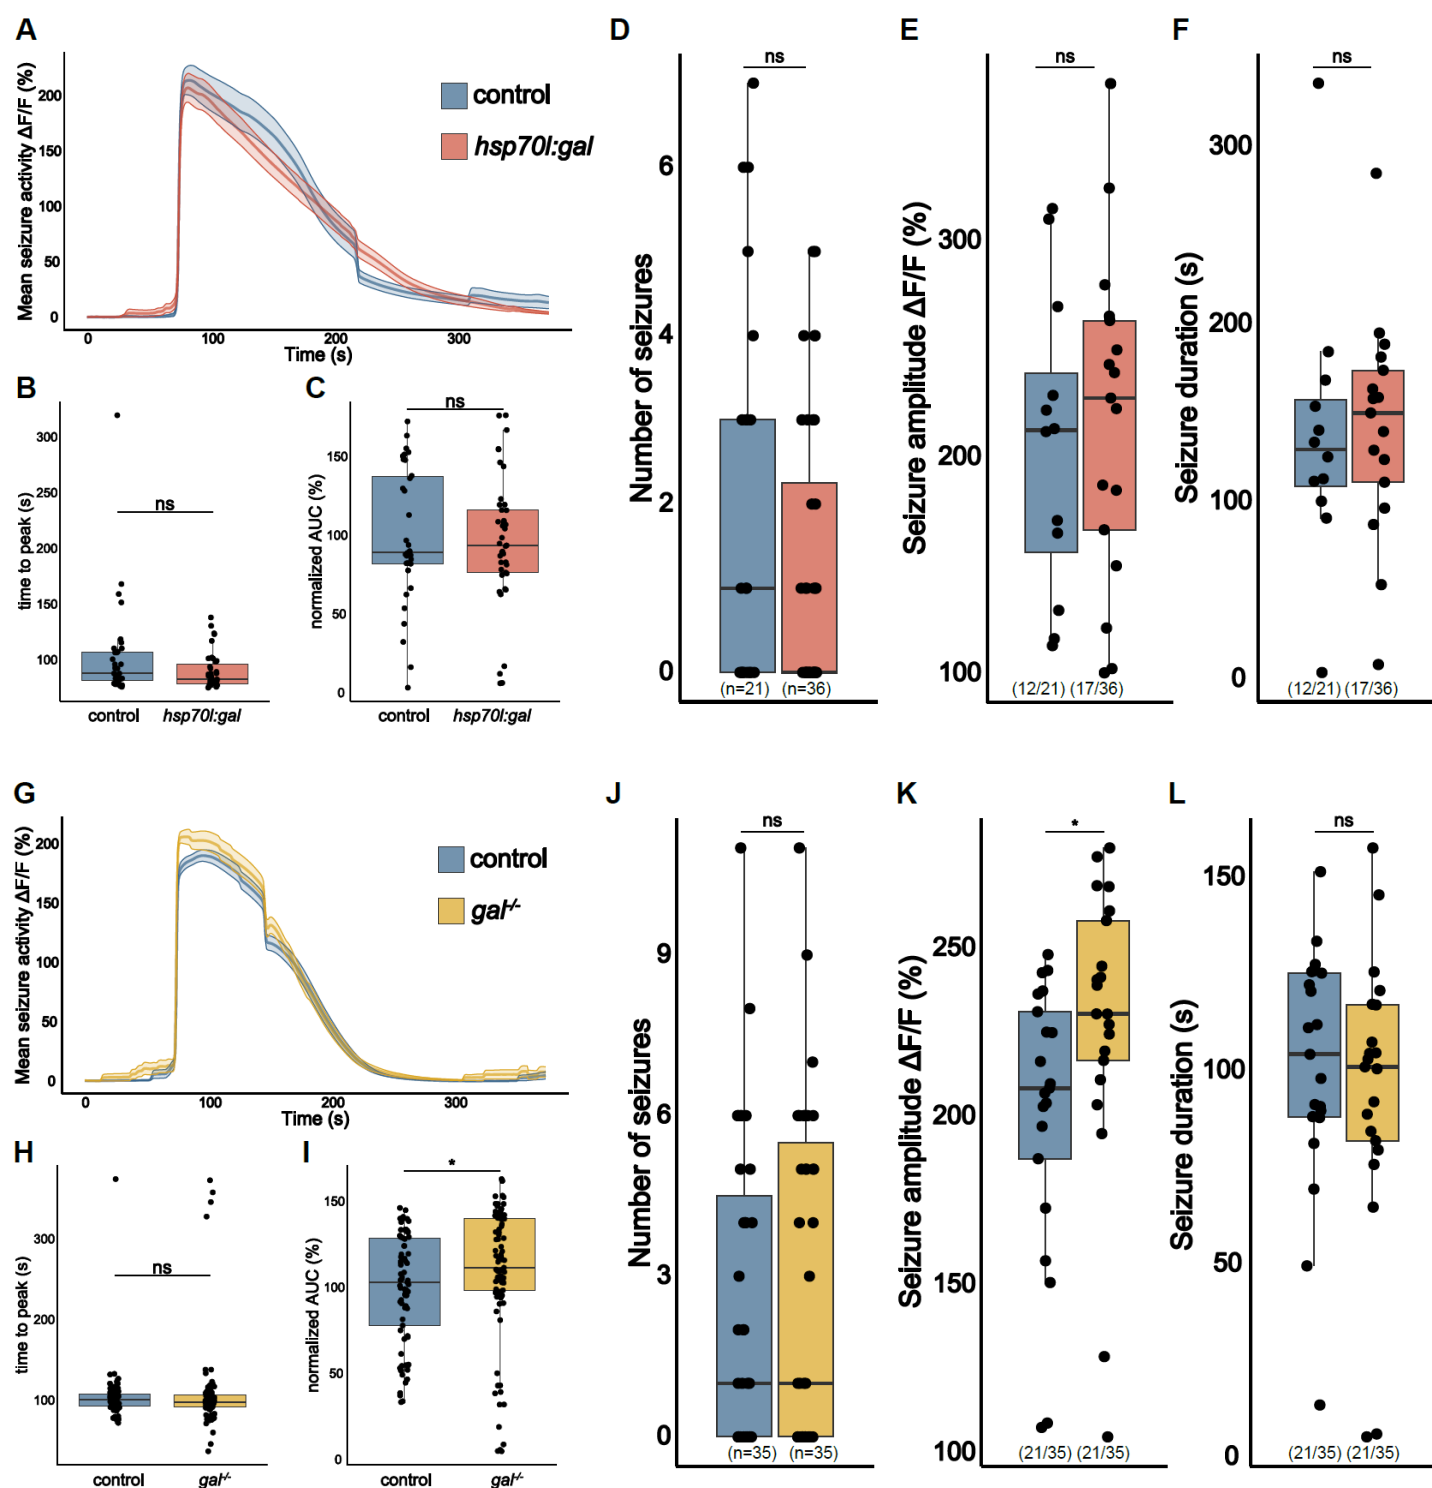 A
Mean seizure activity ΔF/F (%)
200
150
100
50
0
0 100 200 300
Time (s)
control
hsp70l:gal
B
time to peak (s)
300
250
200
150
100
ns
control hsp70l:gal
C
normalized AUC (%)
150
100
50
0
ns
control hsp70l:gal
D
Number of seizures
6
4
2
0
ns
(n=21) (n=36)
E
Seizure amplitude ΔF/F (%)
300
200
100
ns
(12/21) (17/36)
F
Seizure duration (s)
300
200
100
0
ns
(12/21) (17/36)
G
Mean seizure activity ΔF/F (%)
200
150
100
50
0
0 100 200 300
Time (s)
control
gal-/-
H
time to peak (s)
300
200
100
ns
control gal-/-
I
normalized AUC (%)
150
100
50
0
*
control gal-/-
J
Number of seizures
9
6
3
0
ns
(n=35) (n=35)
K
Seizure amplitude ΔF/F (%)
250
200
150
100
*
(21/35) (21/35)
L
Seizure duration (s)
150
100
50
0
ns
(21/35) (21/35)